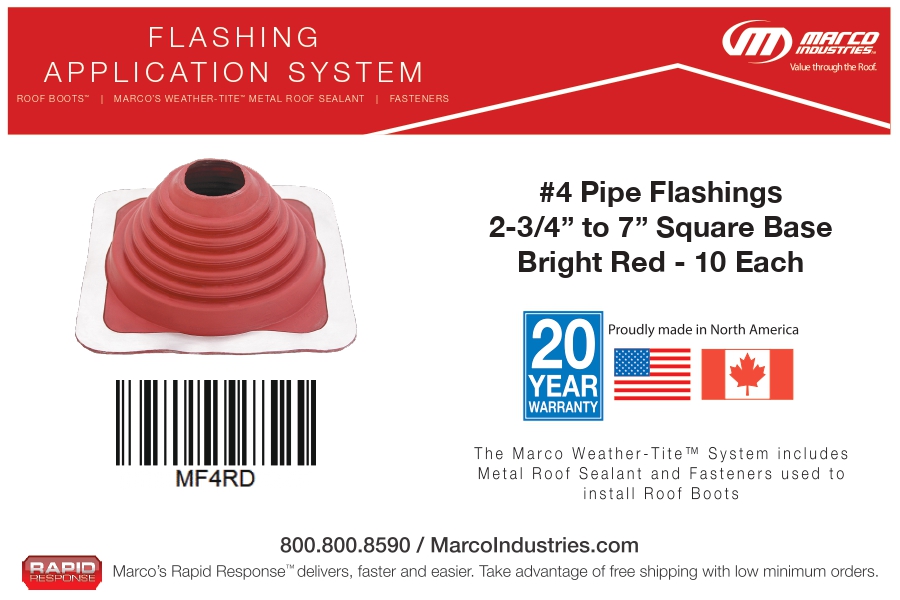 FLASHING
APPLICATION SYSTEM
ROOF BOOTS™ | MARCO'S WEATHER-TITE™ METAL ROOF SEALANT | FASTENERS
MARCO
INDUSTRIES™
Value through the Roof.
#4 Pipe Flashings
2-3/4” to 7” Square Base
Bright Red - 10 Each
20
YEAR
WARRANTY
Proudly made in North America
MF4RD
The Marco Weather-Tite™ System includes
Metal Roof Sealant and Fasteners used to
install Roof Boots
800.800.8590 / MarcoIndustries.com
RAPID
RESPONSE
Marco's Rapid Response™ delivers, faster and easier. Take advantage of free shipping with low minimum orders.